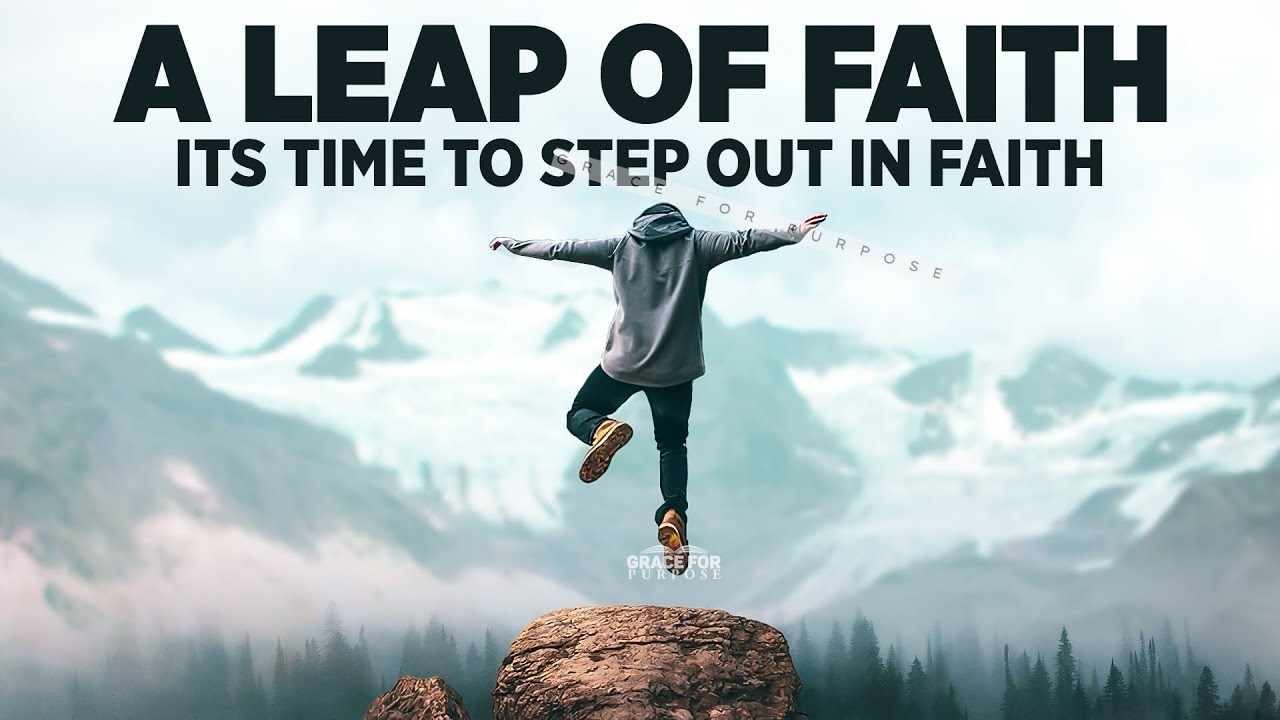 A LEAP OF FAITH
ITS TIME TO STEP OUT IN FAITH
GRACE FOR PURPOSE
GRACE FOR
PURPOSE